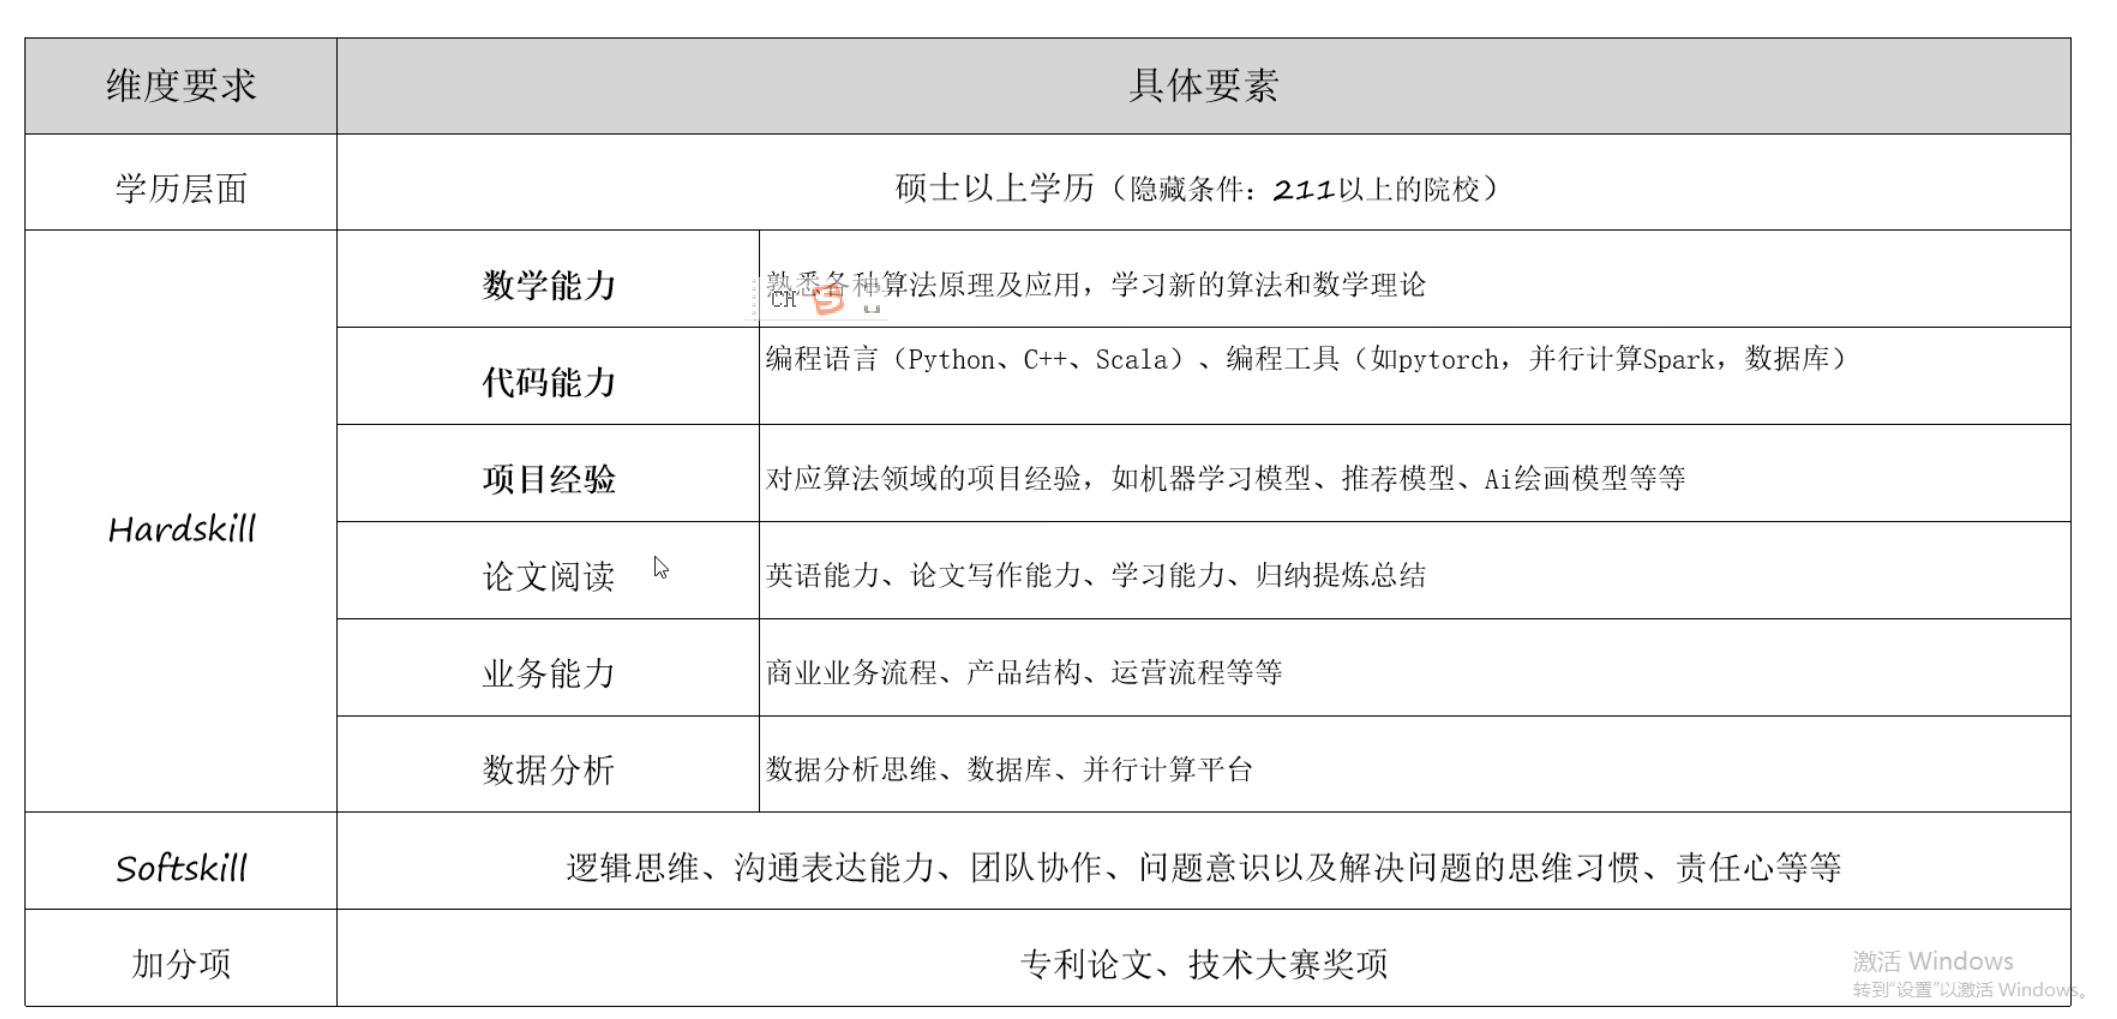 维度要求
具体要素
学历层面
硕士以上学历（隐藏条件：211以上的院校）
Hardskill
数学能力
熟悉各种算法原理及应用，学习新的算法和数学理论
CH
代码能力
编程语言（Python、C++、Scala）、编程工具（如pytorch，并行计算Spark，数据库）
项目经验
对应算法领域的项目经验，如机器学习模型、推荐模型、Ai绘画模型等等
论文阅读
英语能力、论文写作能力、学习能力、归纳提炼总结
业务能力
商业业务流程、产品结构、运营流程等等
数据分析
数据分析思维、数据库、并行计算平台
Softskill
逻辑思维、沟通表达能力、团队协作、问题意识以及解决问题的思维习惯、责任心等等
加分项
专利论文、技术大赛奖项
激活 Windows
转到“设置”以激活 Windows。